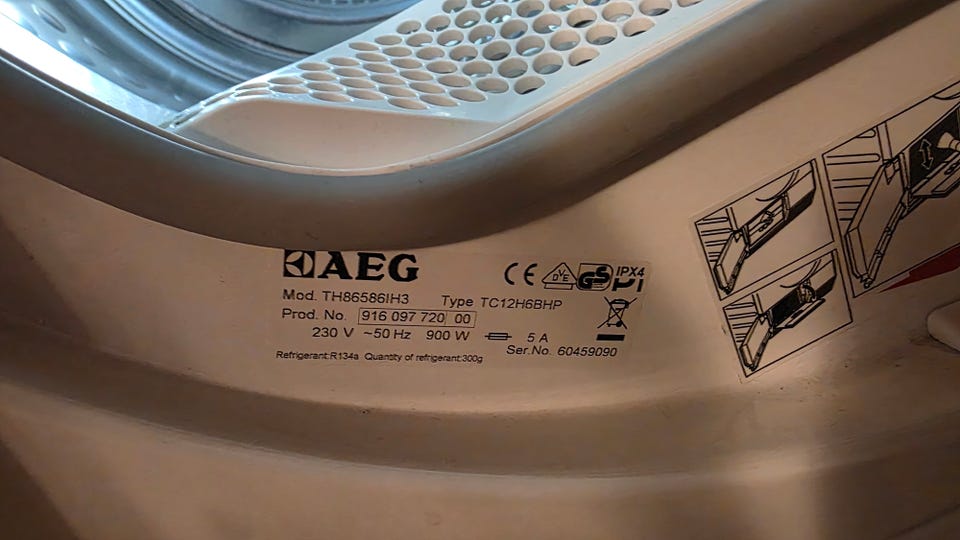 AEG
CE DVE GS IPX4
Mod. TH86586IH3 Type TC12H6BHP
Prod. No. 916 097 720 00
230 V ~50 Hz 900 W 5 A
Ser.No. 60459090
Refrigerant:R134a Quantity of refrigerant:300g